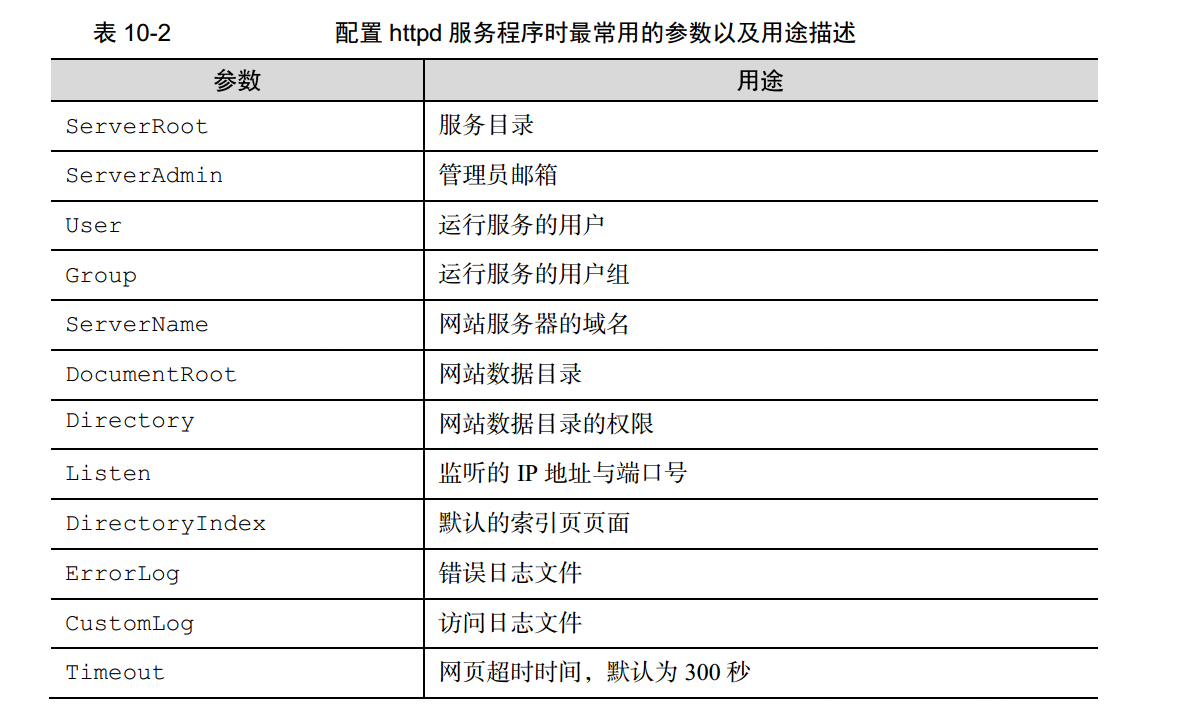 表 10-2 配置 httpd 服务程序时最常用的参数以及用途描述
参数 用途
ServerRoot 服务目录
ServerAdmin 管理员邮箱
User 运行服务的用户
Group 运行服务的用户组
ServerName 网站服务器的域名
DocumentRoot 网站数据目录
Directory 网站数据目录的权限
Listen 监听的 IP 地址与端口号
DirectoryIndex 默认的索引页页面
ErrorLog 错误日志文件
CustomLog 访问日志文件
Timeout 网页超时时间，默认为 300 秒